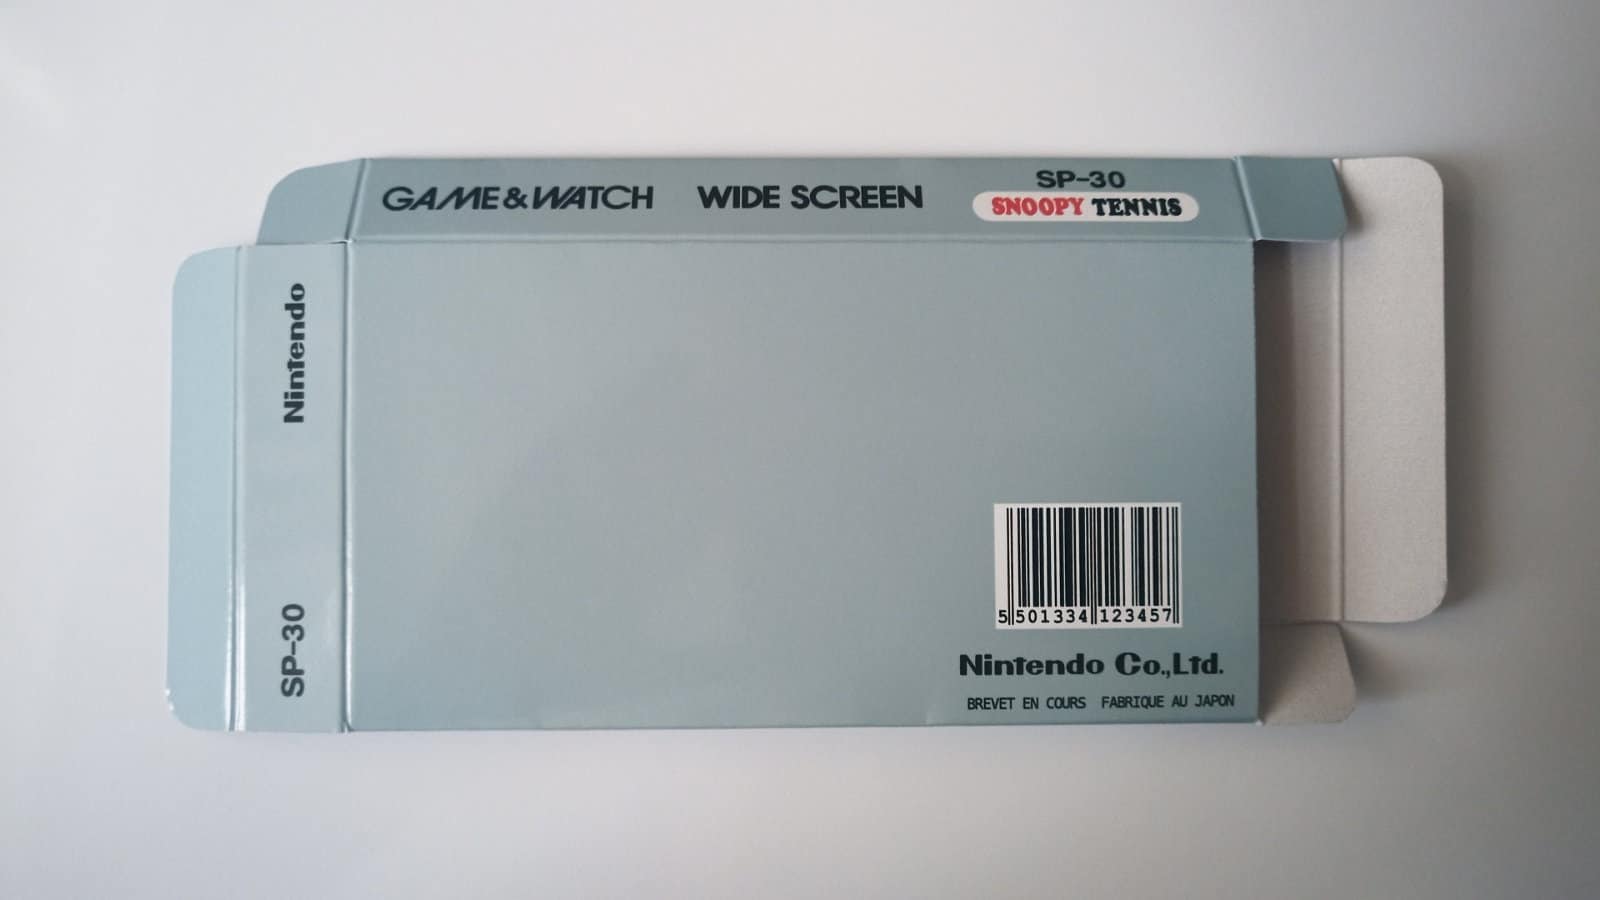 GAME & WATCH WIDE SCREEN
SP-30
SNOOPY TENNIS
Nintendo
SP-30
5 501334 123457
Nintendo Co.,Ltd.
BREVET EN COURS FABRIQUE AU JAPON